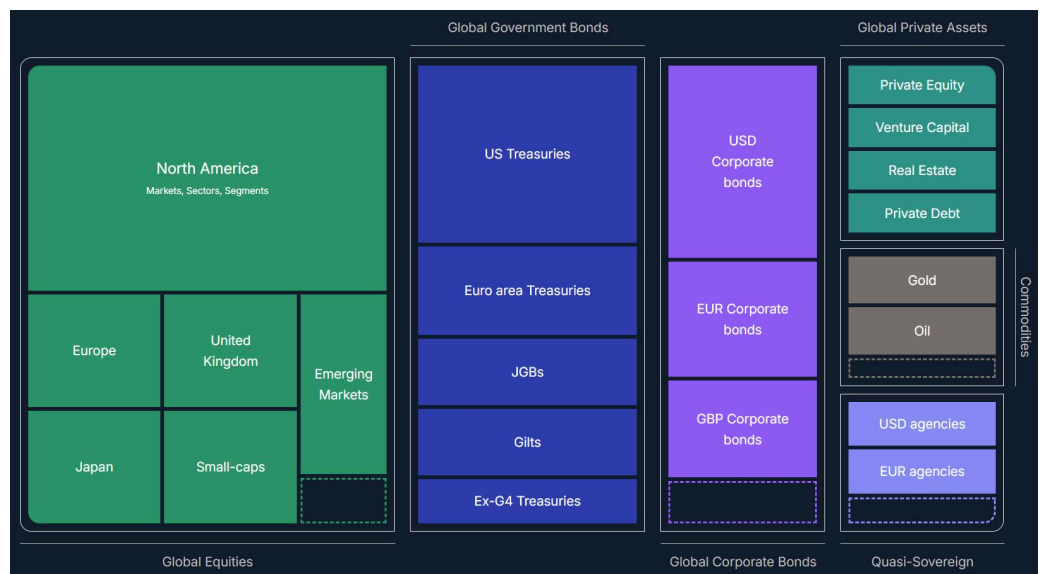 Global Government Bonds
Global Private Assets
North America
Markets, Sectors, Segments
Europe
United
Kingdom
Emerging
Markets
Japan
Small-caps
Global Equities
US Treasuries
Euro area Treasuries
JGBs
Gilts
Ex-G4 Treasuries
USD
Corporate
bonds
EUR Corporate
bonds
GBP Corporate
bonds
Global Corporate Bonds
Private Equity
Venture Capital
Real Estate
Private Debt
Gold
Oil
Commodities
USD agencies
EUR agencies
Quasi-Sovereign